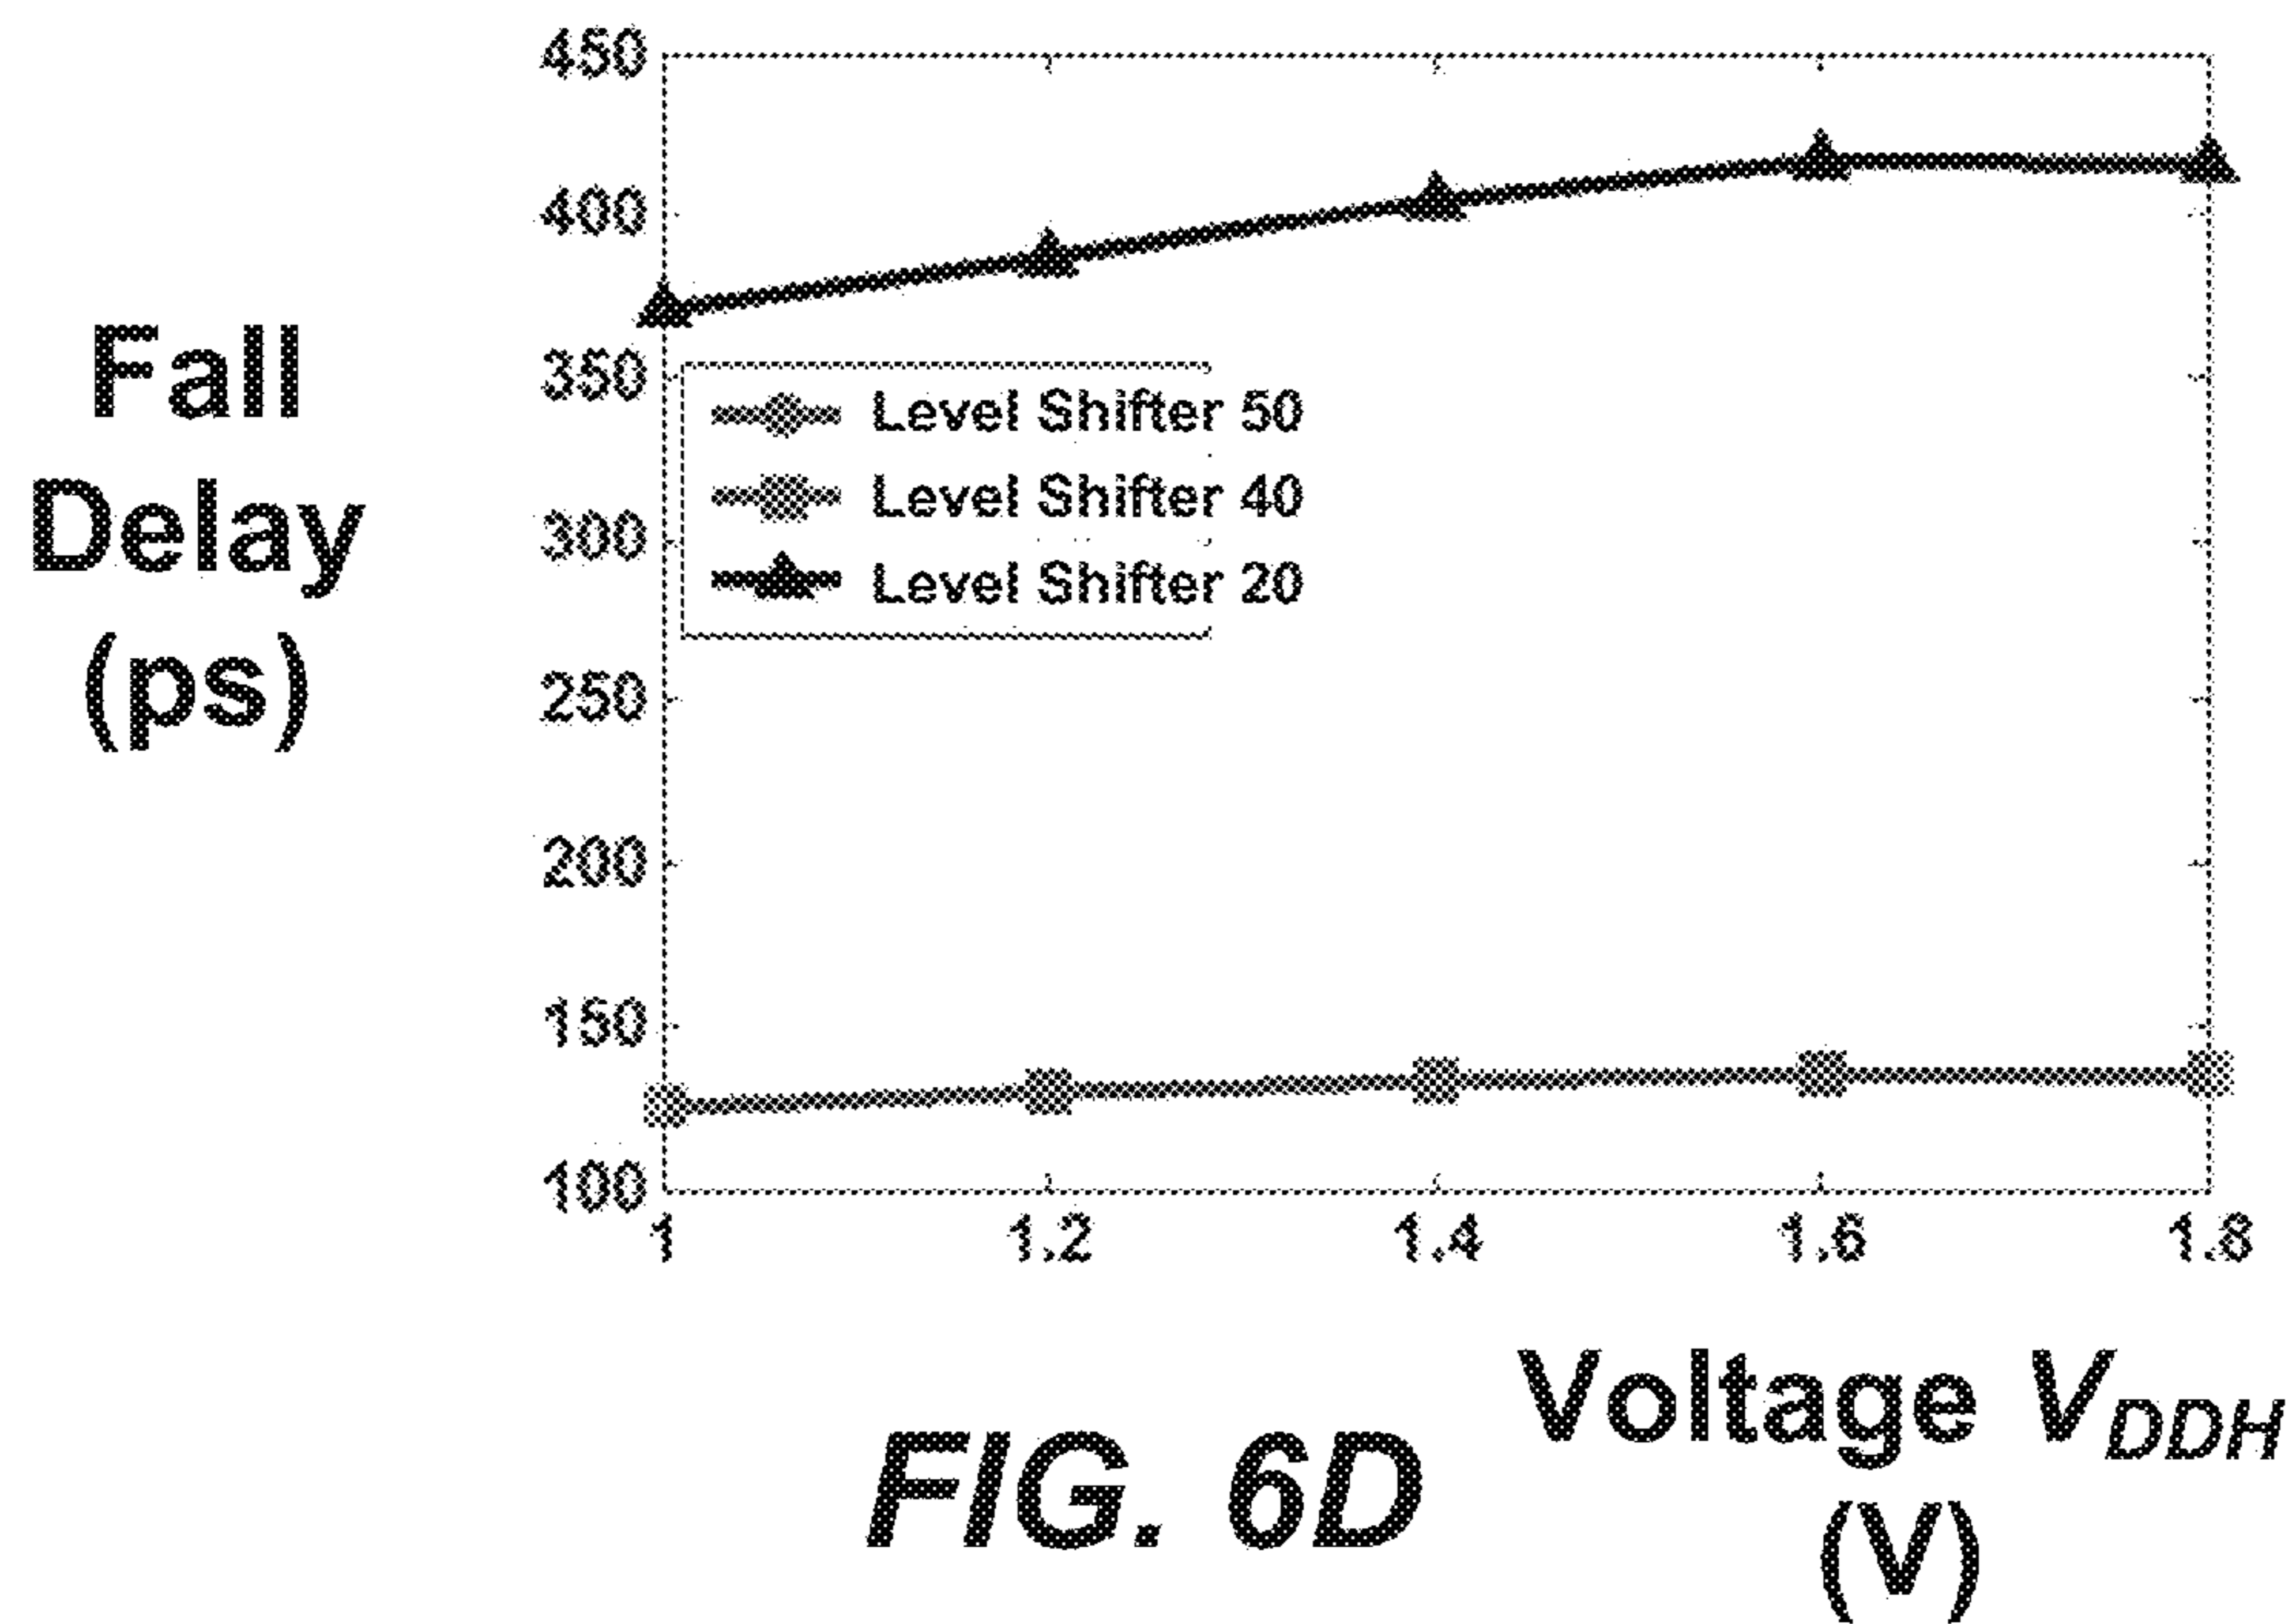 Fall
Delay
(ps)
450
400
350
300
250
200
150
100
Level Shifter 50
Level Shifter 40
Level Shifter 20
1
1.2
1.4
1.6
1.8
Voltage VDDH
(V)
FIG. 6D